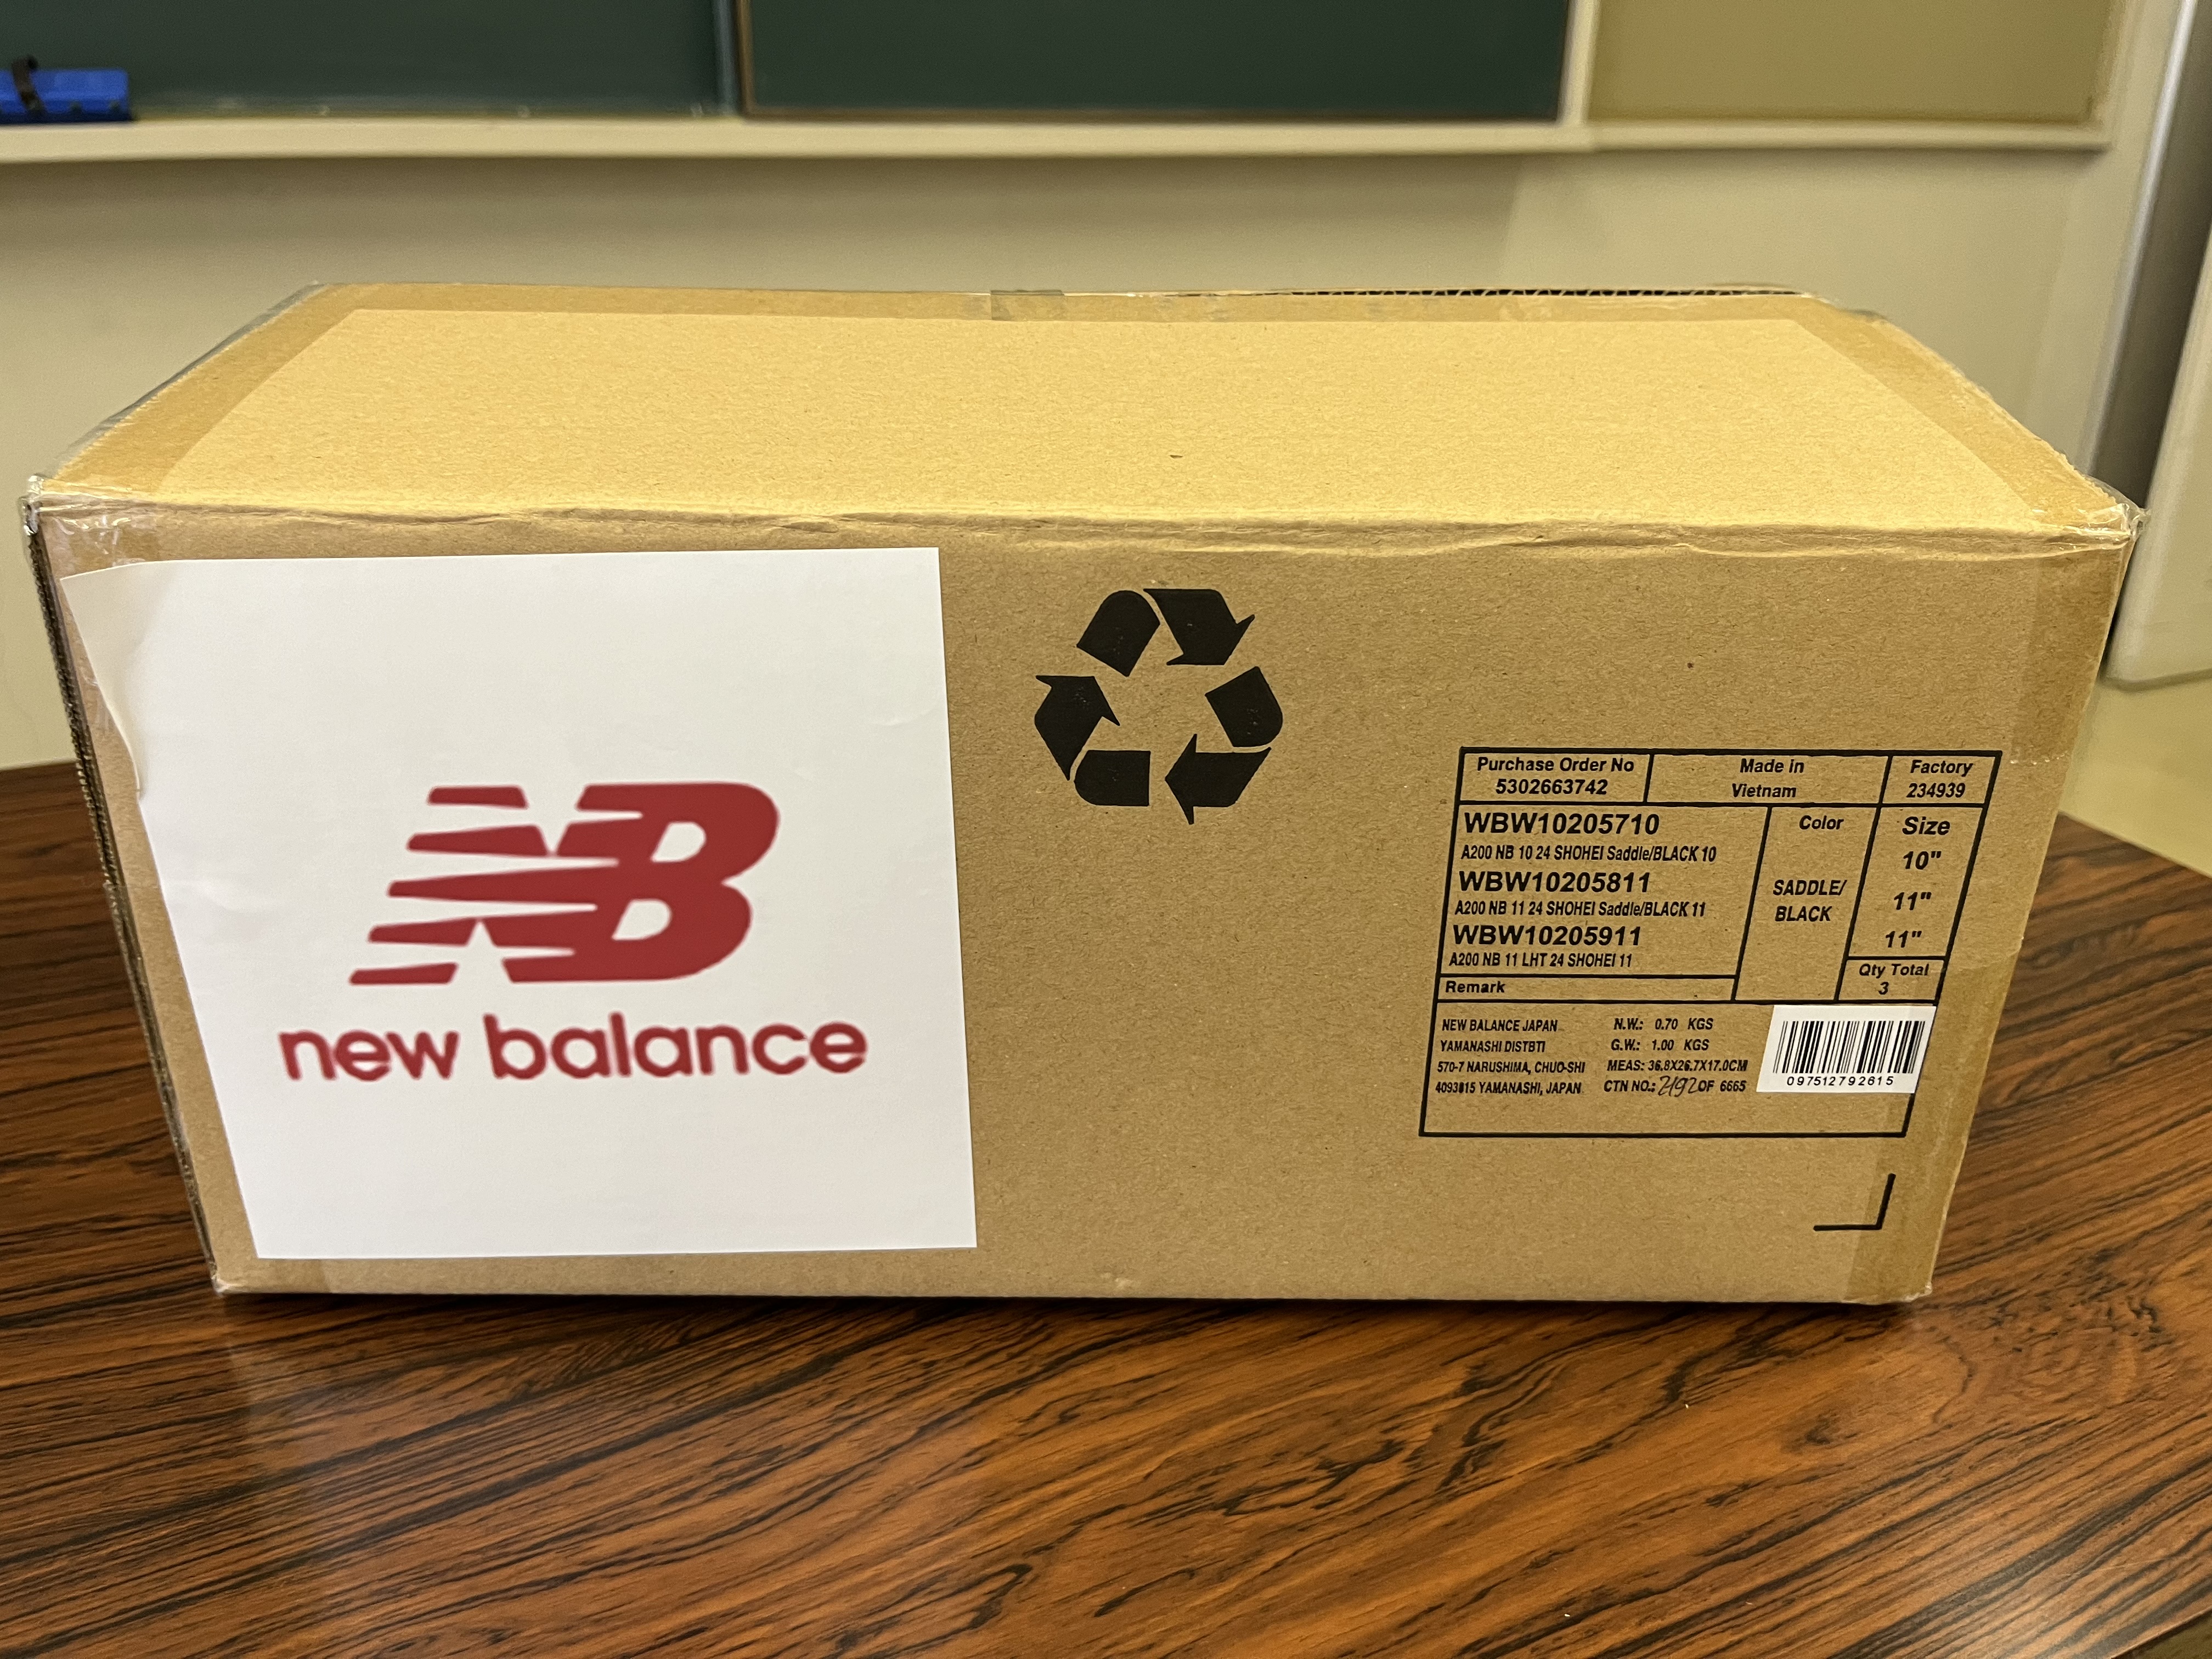 NB
new balance
Purchase Order No
5302663742
Made in
Vietnam
Factory
234939
WBW10205710
A200 NB 10 24 SHOHEI Saddle/BLACK 10
WBW10205811
A200 NB 11 24 SHOHEI Saddle/BLACK 11
WBW10205911
A200 NB 11 LHT 24 SHOHEI 11
Color
SADDLE/
BLACK
Size
10"
11"
11"
Qty Total
3
Remark
NEW BALANCE JAPAN
YAMANASHI DISTBTI
570-7 NARUSHIMA, CHUO-SHI
4093815 YAMANASHI, JAPAN
N.W.: 0.70 KGS
G.W.: 1.00 KGS
MEAS: 36.8X26.7X17.0CM
CTN NO.: 2192 OF 6665
097512792615